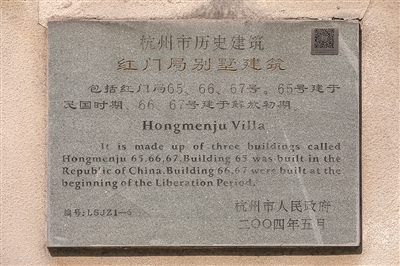 杭州市历史建筑
红门局别墅建筑
包括红门局65、66、67号。65号建于
民国时期，66、67号建于解放初期。
Hongmenju Villa
It is made up of three buildings called
Hongmenju 65,66,67.Building 65 was built in the
Republic of China.Building 66,67 were built at the
beginning of the Liberation Period.
编号:LSJZ1-6
杭州市人民政府
二〇〇四年五月